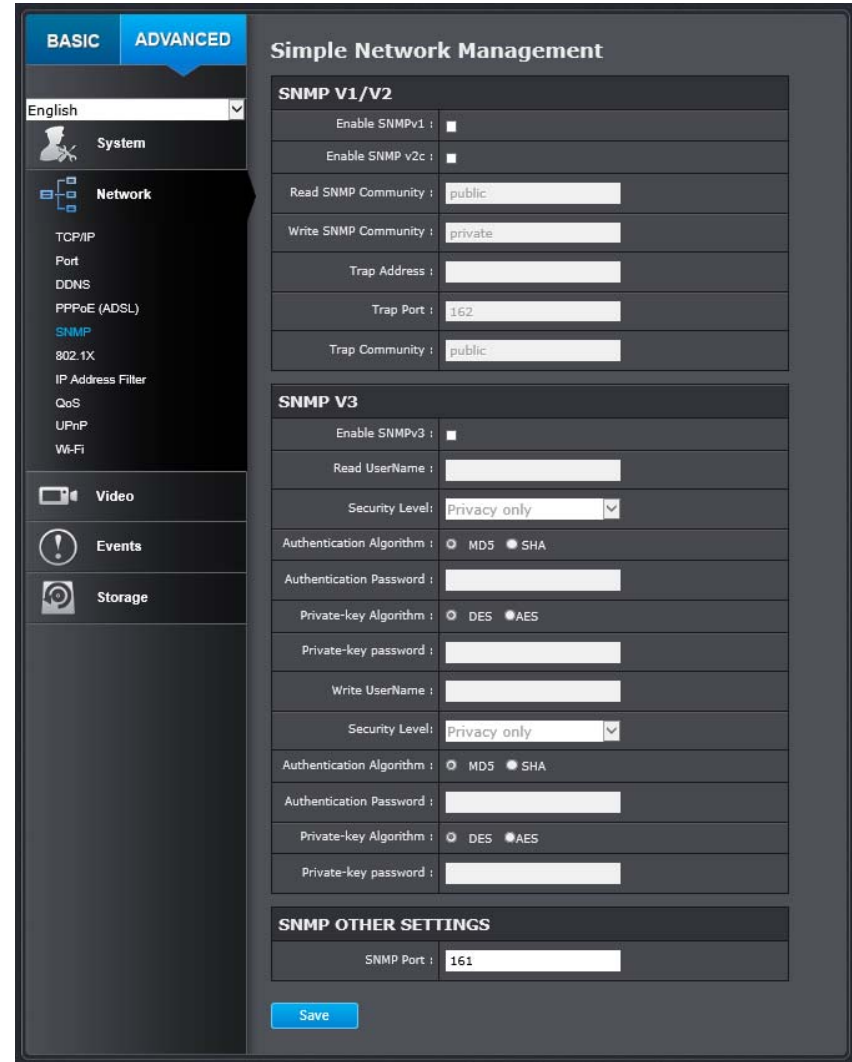 BASIC ADVANCED
English
System
Network
TCP/IP
Port
DDNS
PPPoE (ADSL)
SNMP
802.1X
IP Address Filter
QoS
UPnP
Wi-Fi
Video
Events
Storage
Simple Network Management
SNMP V1/V2
Enable SNMPv1 :
Enable SNMP v2c :
Read SNMP Community : public
Write SNMP Community : private
Trap Address :
Trap Port : 162
Trap Community : public
SNMP V3
Enable SNMPv3 :
Read UserName :
Security Level: Privacy only
Authentication Algorithm : MD5 SHA
Authentication Password :
Private-key Algorithm : DES AES
Private-key password :
Write UserName :
Security Level: Privacy only
Authentication Algorithm : MD5 SHA
Authentication Password :
Private-key Algorithm : DES AES
Private-key password :
SNMP OTHER SETTINGS
SNMP Port : 161
Save